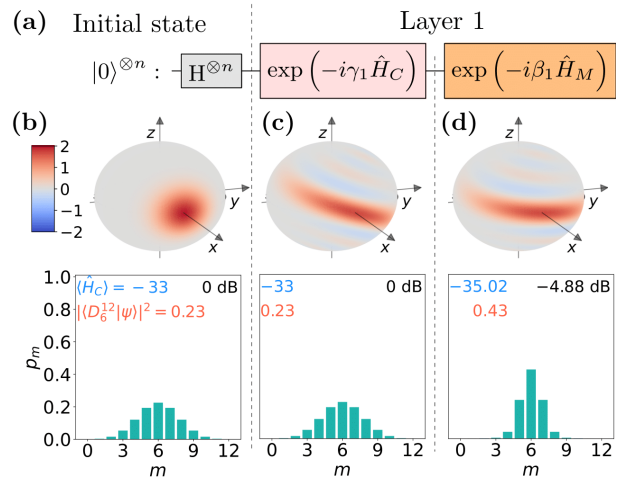 (a) Initial state Layer 1
|0⟩^{⊗n} : H^{⊗n} exp(−iγ₁Ĥ_C) exp(−iβ₁Ĥ_M)
(b) (c) (d)
2
1
0
−1
−2
z y x
z y x
z y x
⟨Ĥ_C⟩ = −33 0 dB
|⟨D_6^{12}|ψ⟩|² = 0.23
−33 0 dB
0.23
−35.02 −4.88 dB
0.43
p_m
1.0
0.8
0.6
0.4
0.2
0.0
0 3 6 9 12
m
0 3 6 9 12
m
0 3 6 9 12
m